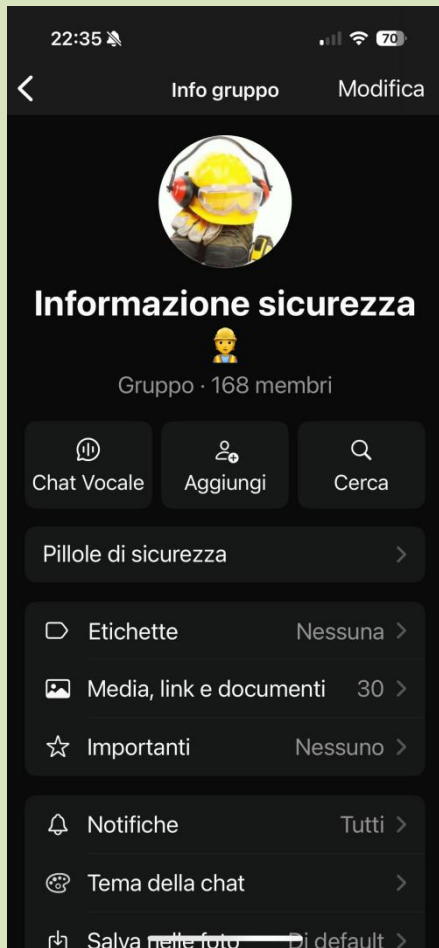 22:35
70
Info gruppo
Modifica
Informazione sicurezza
Gruppo · 168 membri
Chat Vocale
Aggiungi
Cerca
Pillole di sicurezza
Etichette
Nessuna
Media, link e documenti
30
Importanti
Nessuno
Notifiche
Tutti
Tema della chat
Salva nelle foto
Di default